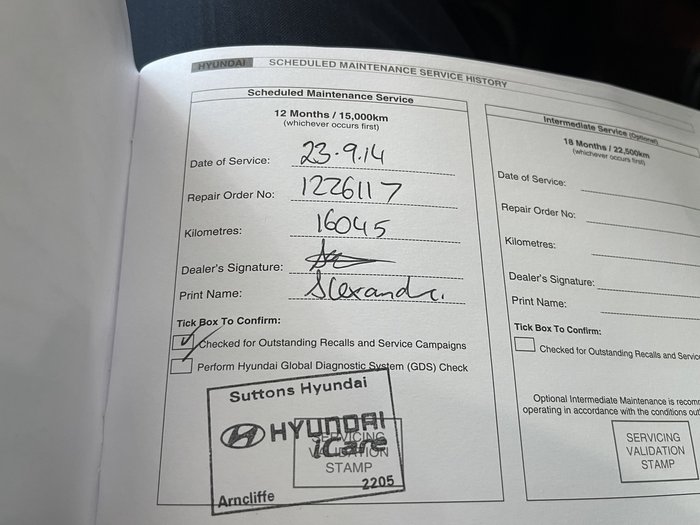 HYUNDAI SCHEDULED MAINTENANCE SERVICE HISTORY
Scheduled Maintenance Service
12 Months / 15,000km
(whichever occurs first)
Date of Service: 23.9.14
Repair Order No: 1226117
Kilometres: 16045
Dealer's Signature:
Print Name:
Tick Box To Confirm:
Checked for Outstanding Recalls and Service Campaigns
Perform Hyundai Global Diagnostic System (GDS) Check
Suttons Hyundai
HYUNDAI
iCare
SERVICING
VALIDATION
STAMP
Arncliffe 2205
Intermediate Service (Optional)
18 Months / 22,500km
(whichever occurs first)
Date of Service:
Repair Order No:
Kilometres:
Dealer's Signature:
Print Name:
Tick Box To Confirm:
Checked for Outstanding Recalls and Servic
Optional Intermediate Maintenance is recom
operating in accordance with the conditions out
SERVICING
VALIDATION
STAMP